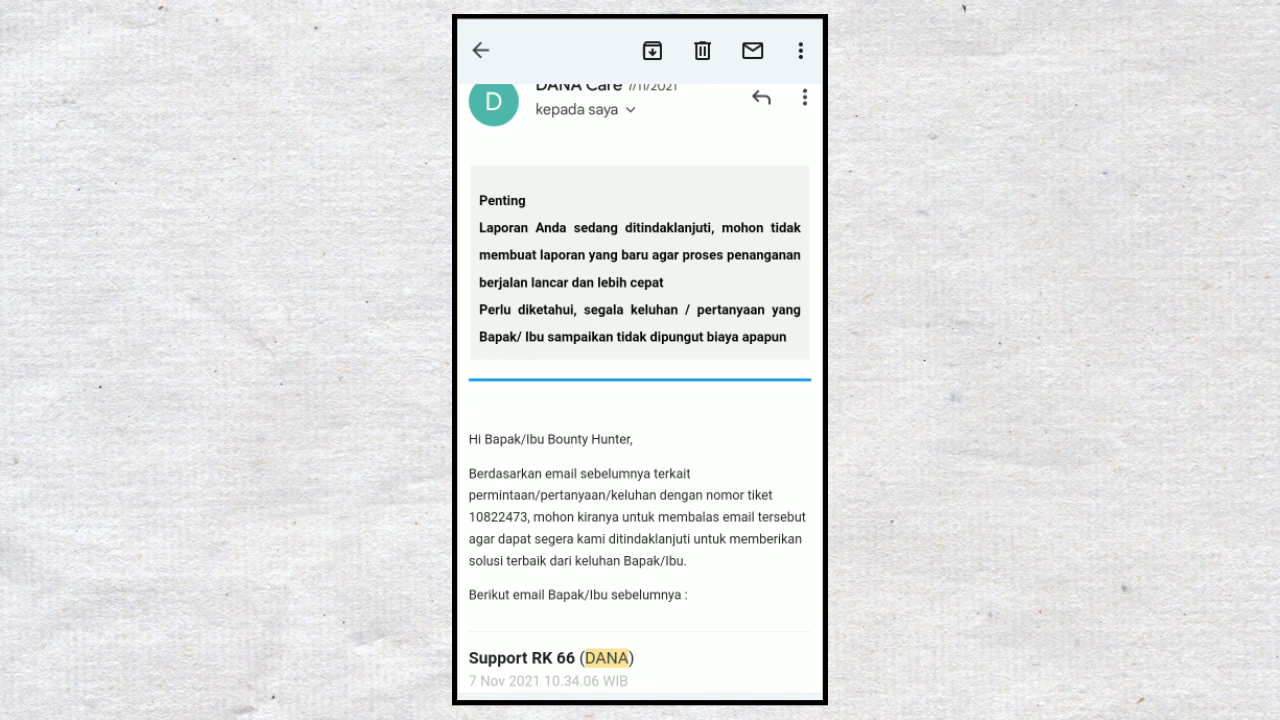 D
DANA Care 7/11/2021
kepada saya
Penting
Laporan Anda sedang ditindaklanjuti, mohon tidak
membuat laporan yang baru agar proses penanganan
berjalan lancar dan lebih cepat
Perlu diketahui, segala keluhan / pertanyaan yang
Bapak/ Ibu sampaikan tidak dipungut biaya apapun
Hi Bapak/Ibu Bounty Hunter,
Berdasarkan email sebelumnya terkait
permintaan/pertanyaan/keluhan dengan nomor tiket
10822473, mohon kiranya untuk membalas email tersebut
agar dapat segera kami ditindaklanjuti untuk memberikan
solusi terbaik dari keluhan Bapak/Ibu.
Berikut email Bapak/Ibu sebelumnya :
Support RK 66 (DANA)
7 Nov 2021 10.34.06 WIB